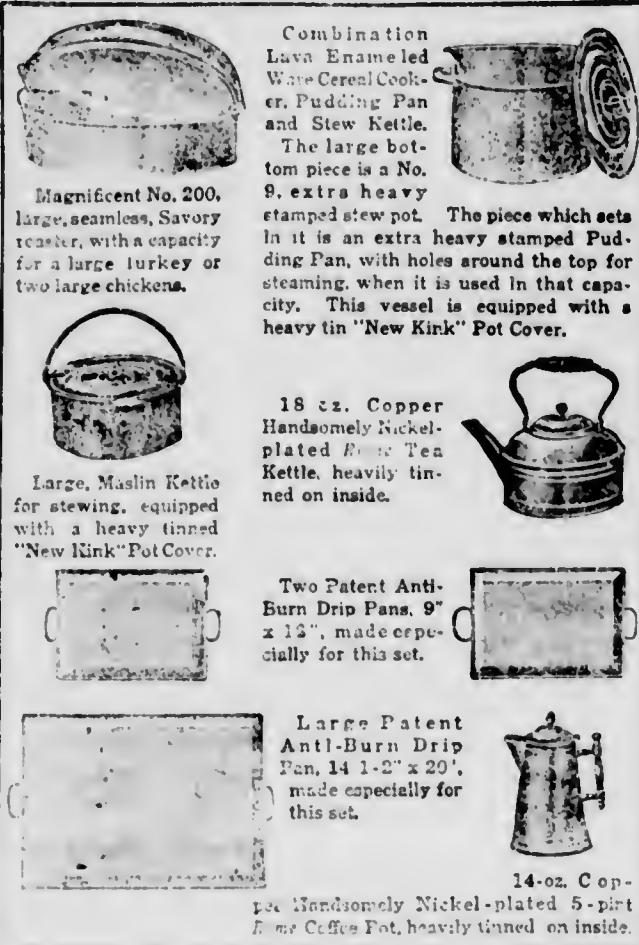 Combination
Lava Enameled
Ware Cereal Cook-
er, Pudding Pan
and Stew Kettle.
The large bot-
tom piece is a No.
9, extra heavy
stamped stew pot. The piece which sets
in it is an extra heavy stamped Pud-
ding Pan, with holes around the top for
steaming, when it is used in that capa-
city. This vessel is equipped with a
heavy tin "New Kink" Pot Cover.
Magnificent No. 200,
large, seamless, Savory
roaster, with a capacity
for a large turkey or
two large chickens.
18 oz. Copper
Handsomely Nickel-
plated Rome Tea
Kettle, heavily tin-
ned on inside.
Large, Maslin Kettle
for stewing, equipped
with a heavy tinned
"New Kink" Pot Cover.
Two Patent Anti-
Burn Drip Pans, 9"
x 12", made espe-
cially for this set.
Large Patent
Anti-Burn Drip
Pan, 14 1-2" x 20",
made especially for
this set.
14-oz. Cop-
per Handsomely Nickel-plated 5-pint
Rome Coffee Pot, heavily tinned on inside.